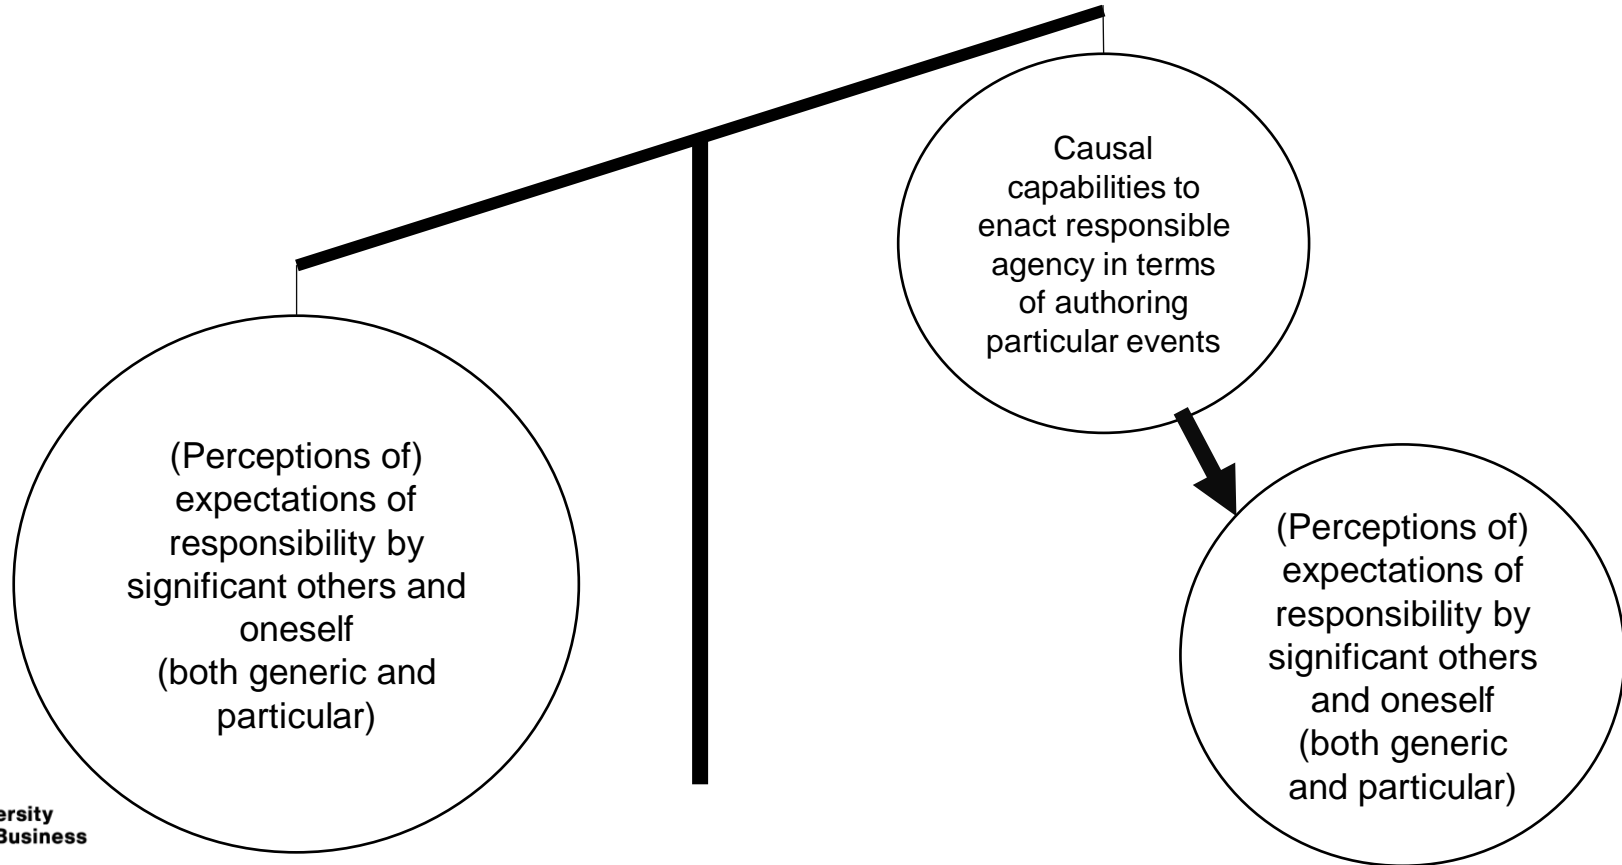 Causal
capabilities to
enact responsible
agency in terms
of authoring
particular events
(Perceptions of)
expectations of
responsibility by
significant others and
oneself
(both generic and
particular)
(Perceptions of)
expectations of
responsibility by
significant others
and oneself
(both generic
and particular)
ersity
Business